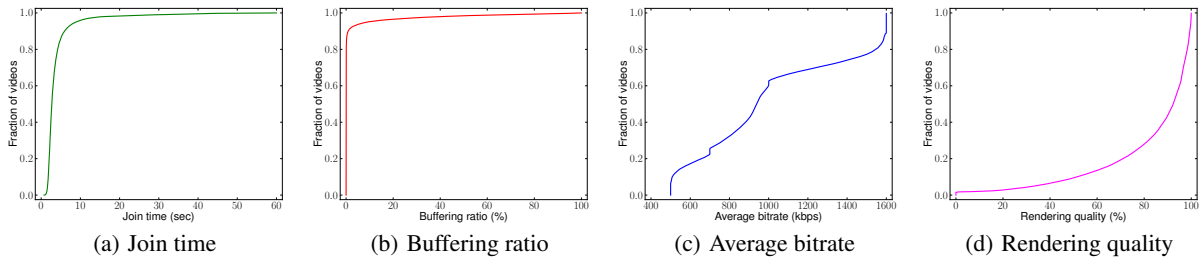 Fraction of videos
1.0
0.8
0.6
0.4
0.2
0.0
0 10 20 30 40 50 60
Join time (sec)
(a) Join time
Fraction of videos
1.0
0.8
0.6
0.4
0.2
0.0
0 20 40 60 80 100
Buffering ratio (%)
(b) Buffering ratio
Fraction of videos
1.0
0.8
0.6
0.4
0.2
0.0
400 600 800 1000 1200 1400 1600
Average bitrate (kbps)
(c) Average bitrate
Fraction of videos
1.0
0.8
0.6
0.4
0.2
0.0
0 20 40 60 80 100
Rendering quality (%)
(d) Rendering quality